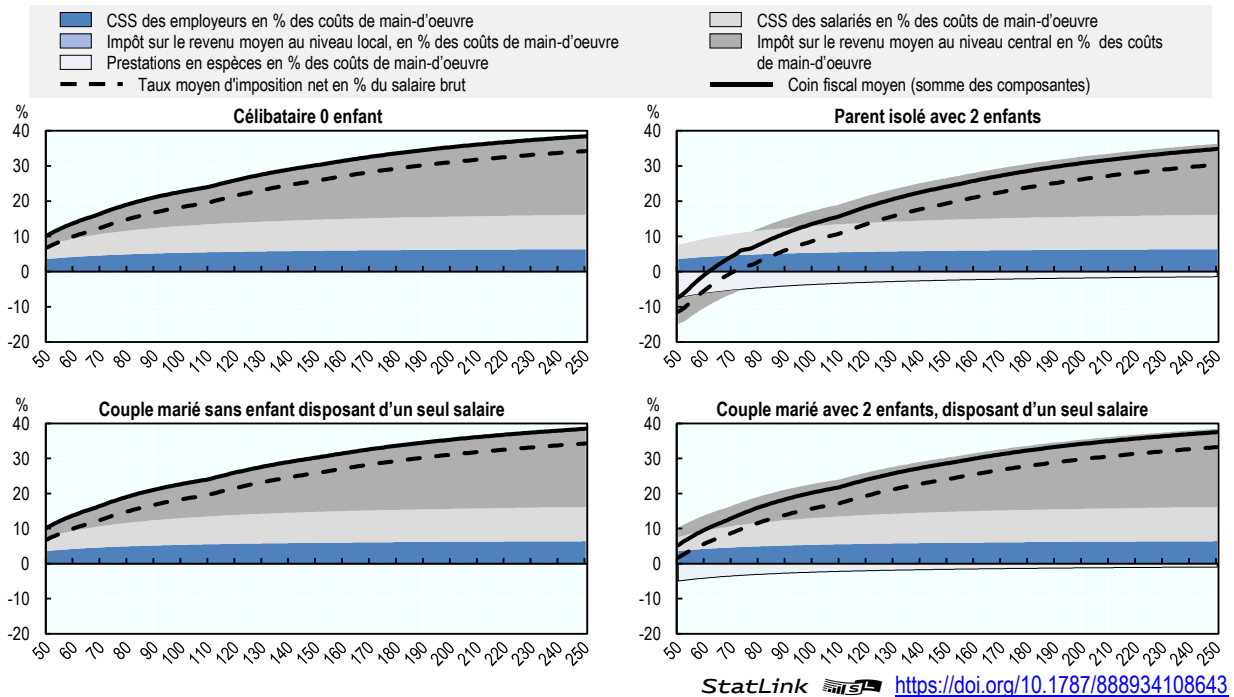 CSS des employeurs en % des coûts de main-d'oeuvre
CSS des salariés en % des coûts de main-d'oeuvre
Impôt sur le revenu moyen au niveau local, en % des coûts de main-d'oeuvre
Impôt sur le revenu moyen au niveau central en % des coûts
de main-d'oeuvre
Prestations en espèces en % des coûts de main-d'oeuvre
Taux moyen d'imposition net en % du salaire brut
Coin fiscal moyen (somme des composantes)
%
Célibataire 0 enfant
40
30
20
10
0
-10
-20
50 60 70 80 90 100 110 120 130 140 150 160 170 180 190 200 210 220 230 240 250
%
Parent isolé avec 2 enfants
40
30
20
10
0
-10
-20
50 60 70 80 90 100 110 120 130 140 150 160 170 180 190 200 210 220 230 240 250
%
Couple marié sans enfant disposant d'un seul salaire
40
30
20
10
0
-10
-20
50 60 70 80 90 100 110 120 130 140 150 160 170 180 190 200 210 220 230 240 250
%
Couple marié avec 2 enfants, disposant d'un seul salaire
40
30
20
10
0
-10
-20
50 60 70 80 90 100 110 120 130 140 150 160 170 180 190 200 210 220 230 240 250
StatLink https://doi.org/10.1787/888934108643